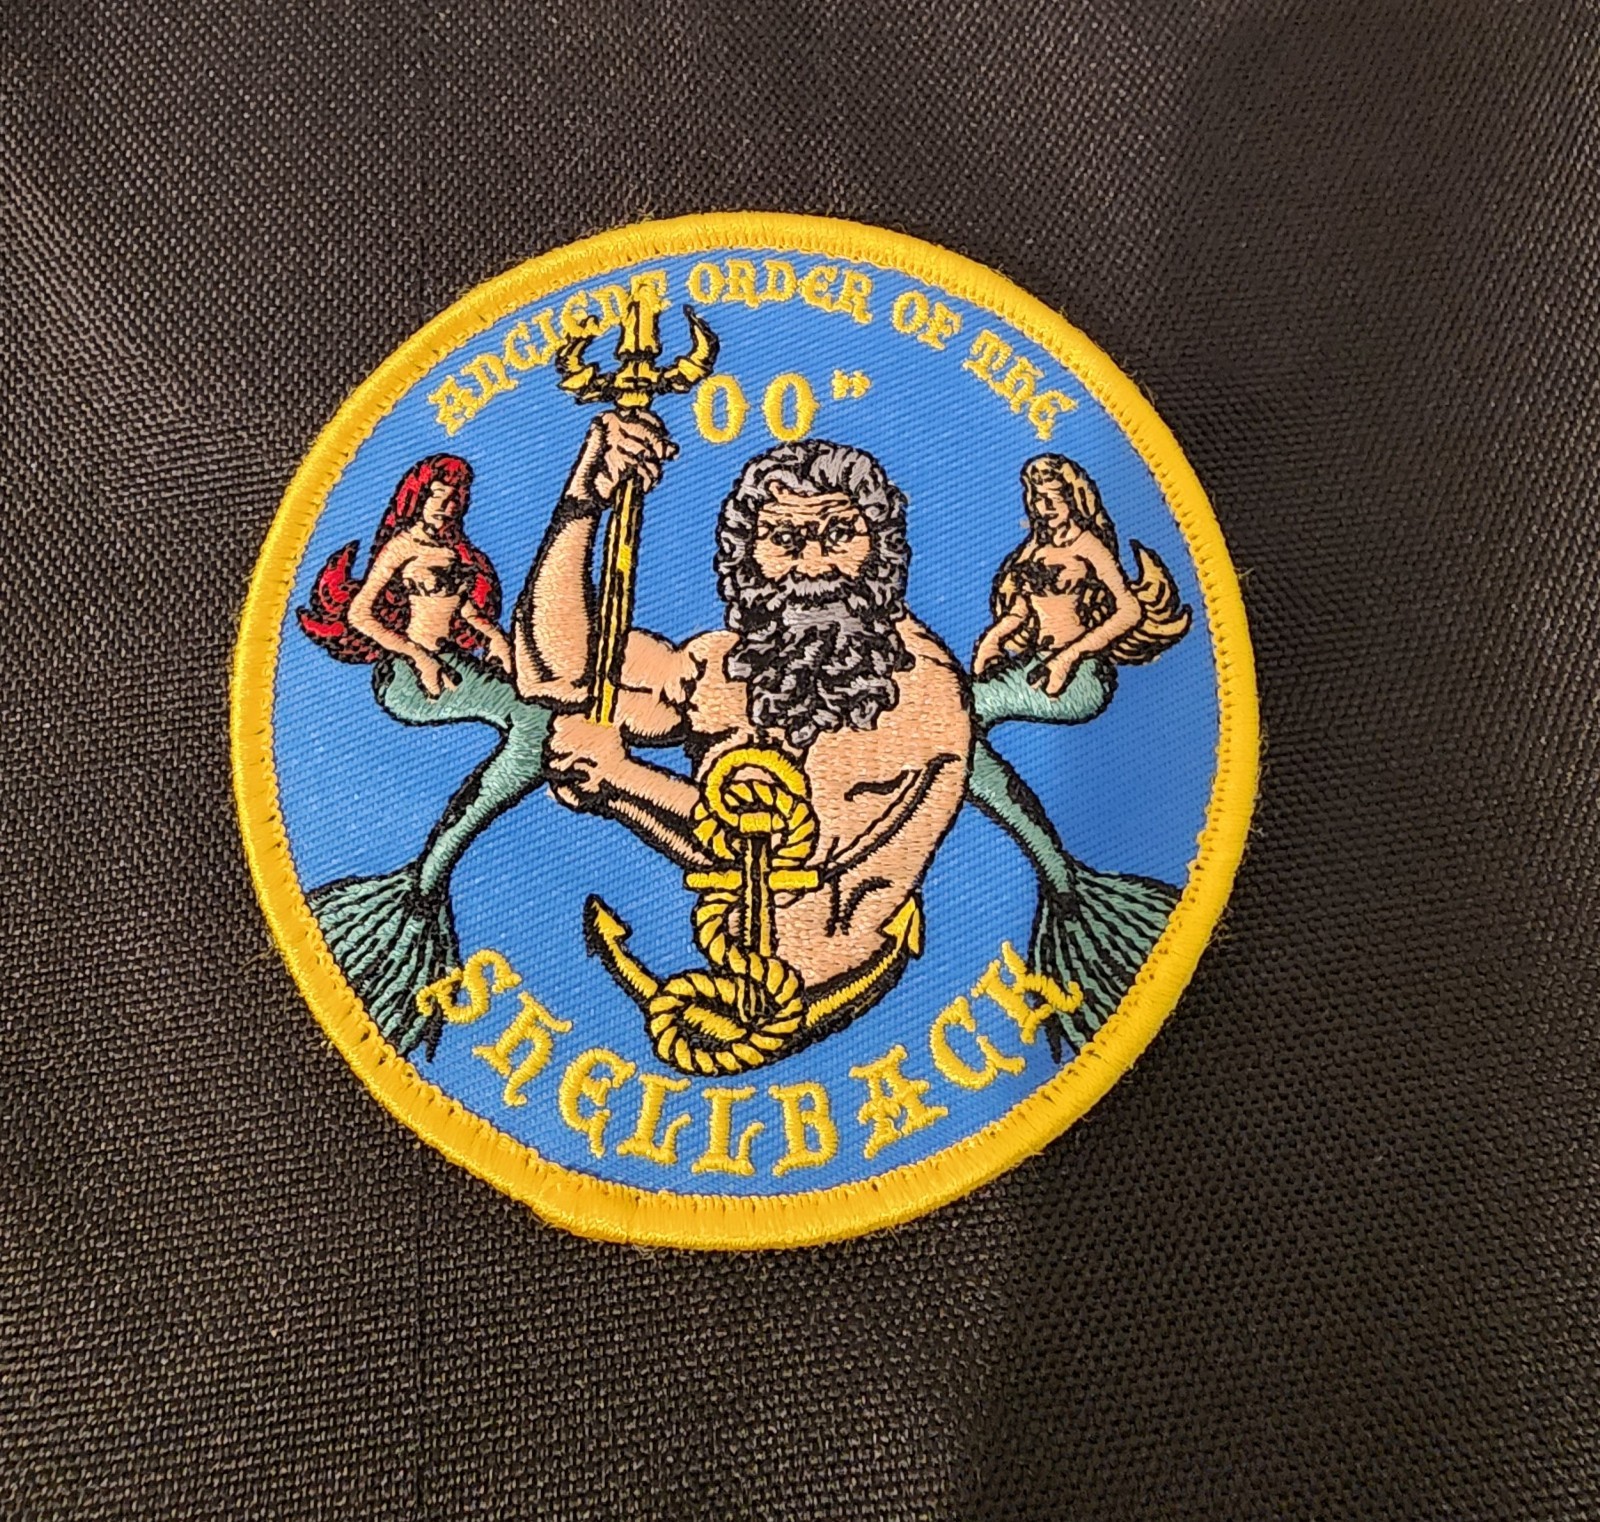 ANCIENT ORDER OF THE
00"
SHELLBACK